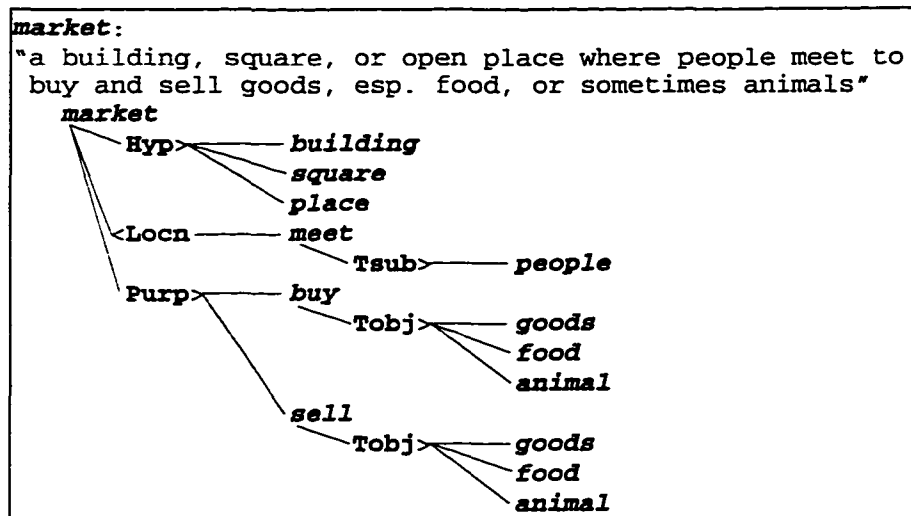 market:
"a building, square, or open place where people meet to
buy and sell goods, esp. food, or sometimes animals"
market
Hyp> building
square
place
<Locn meet
Tsub> people
Purp> buy
Tobj> goods
food
animal
sell
Tobj> goods
food
animal